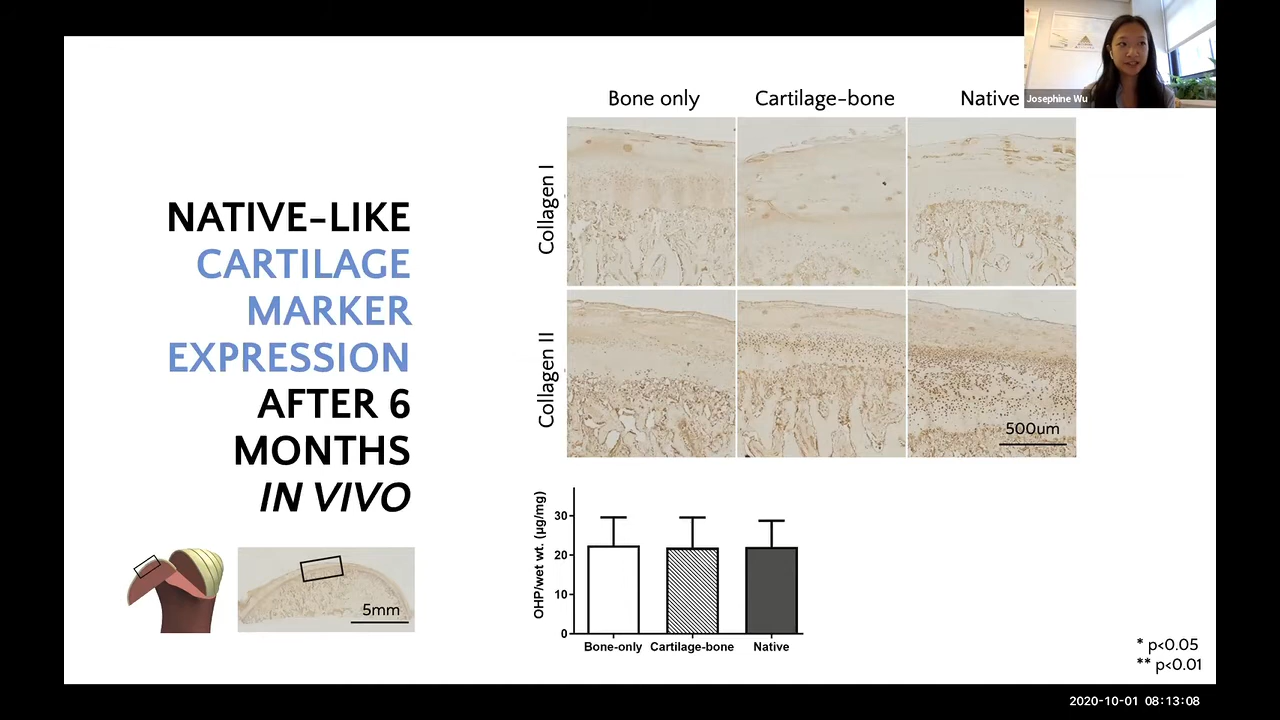 Josephine Wu
NATIVE-LIKE
CARTILAGE
MARKER
EXPRESSION
AFTER 6
MONTHS
IN VIVO
5mm
Bone only
Cartilage-bone
Native
Collagen I
Collagen II
500um
OHP/wet wt. (µg/mg)
30
20
10
0
Bone-only
Cartilage-bone
Native
* p<0.05
** p<0.01
2020-10-01 08:13:08